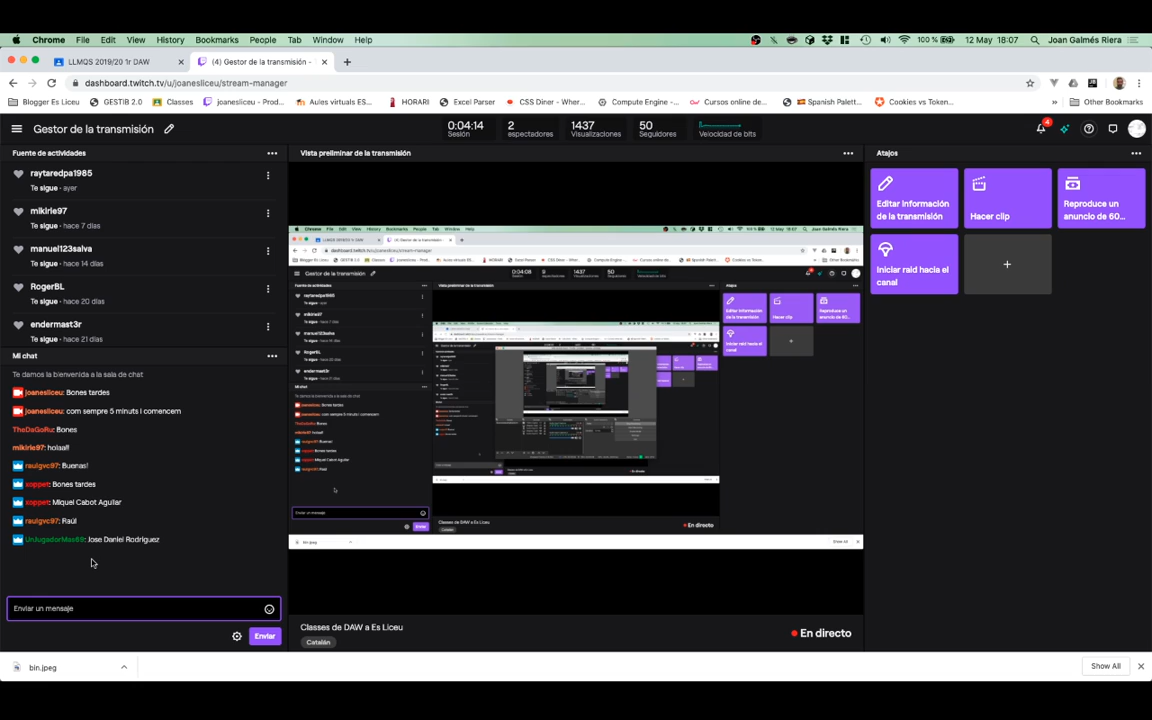 Chrome File Edit View History Bookmarks People Tab Window Help 100 % 12 May 18:07 Joan Galmés Riera
LLMQS 2019/20 1r DAW
(4) Gestor de la transmisión -
dashboard.twitch.tv/u/joanesliceu/stream-manager
Blogger Es Liceu GESTIB 2.0 Classes joanesliceu - Prod... Aules virtuals ES... HORARI Excel Parser CSS Diner - Wher... Compute Engine -... Cursos online de... Spanish Palett... Cookies vs Token... » Other Bookmarks
Gestor de la transmisión
0:04:14
Sesión
2
espectadores
1437
Visualizaciones
50
Seguidores
Velocidad de bits
4
Fuente de actividades
raytaredpa1985
Te sigue · ayer
mikirie97
Te sigue · hace 7 días
manuel123salva
Te sigue · hace 14 días
RogerBL
Te sigue · hace 20 días
endermast3r
Te sigue · hace 21 días
Mi chat
Te damos la bienvenida a la sala de chat
joanesliceu: Bones tardes
joanesliceu: com sempre 5 minuts i comencem
TheDaGoRu: Bones
mikirie97: holaa!!
raulgvc97: Buenas!
xoppet: Bones tardes
xoppet: Miquel Cabot Aguilar
raulgvc97: Raúl
UnJugadorMas69: Jose Daniel Rodriguez
Enviar un mensaje
Enviar
Vista preliminar de la transmisión
Classes de DAW a Es Liceu
Catalán
En directo
Atajos
Editar información
de la transmisión
Hacer clip
Reproduce un
anuncio de 60...
Iniciar raid hacia el
canal
bin.jpeg
Show All